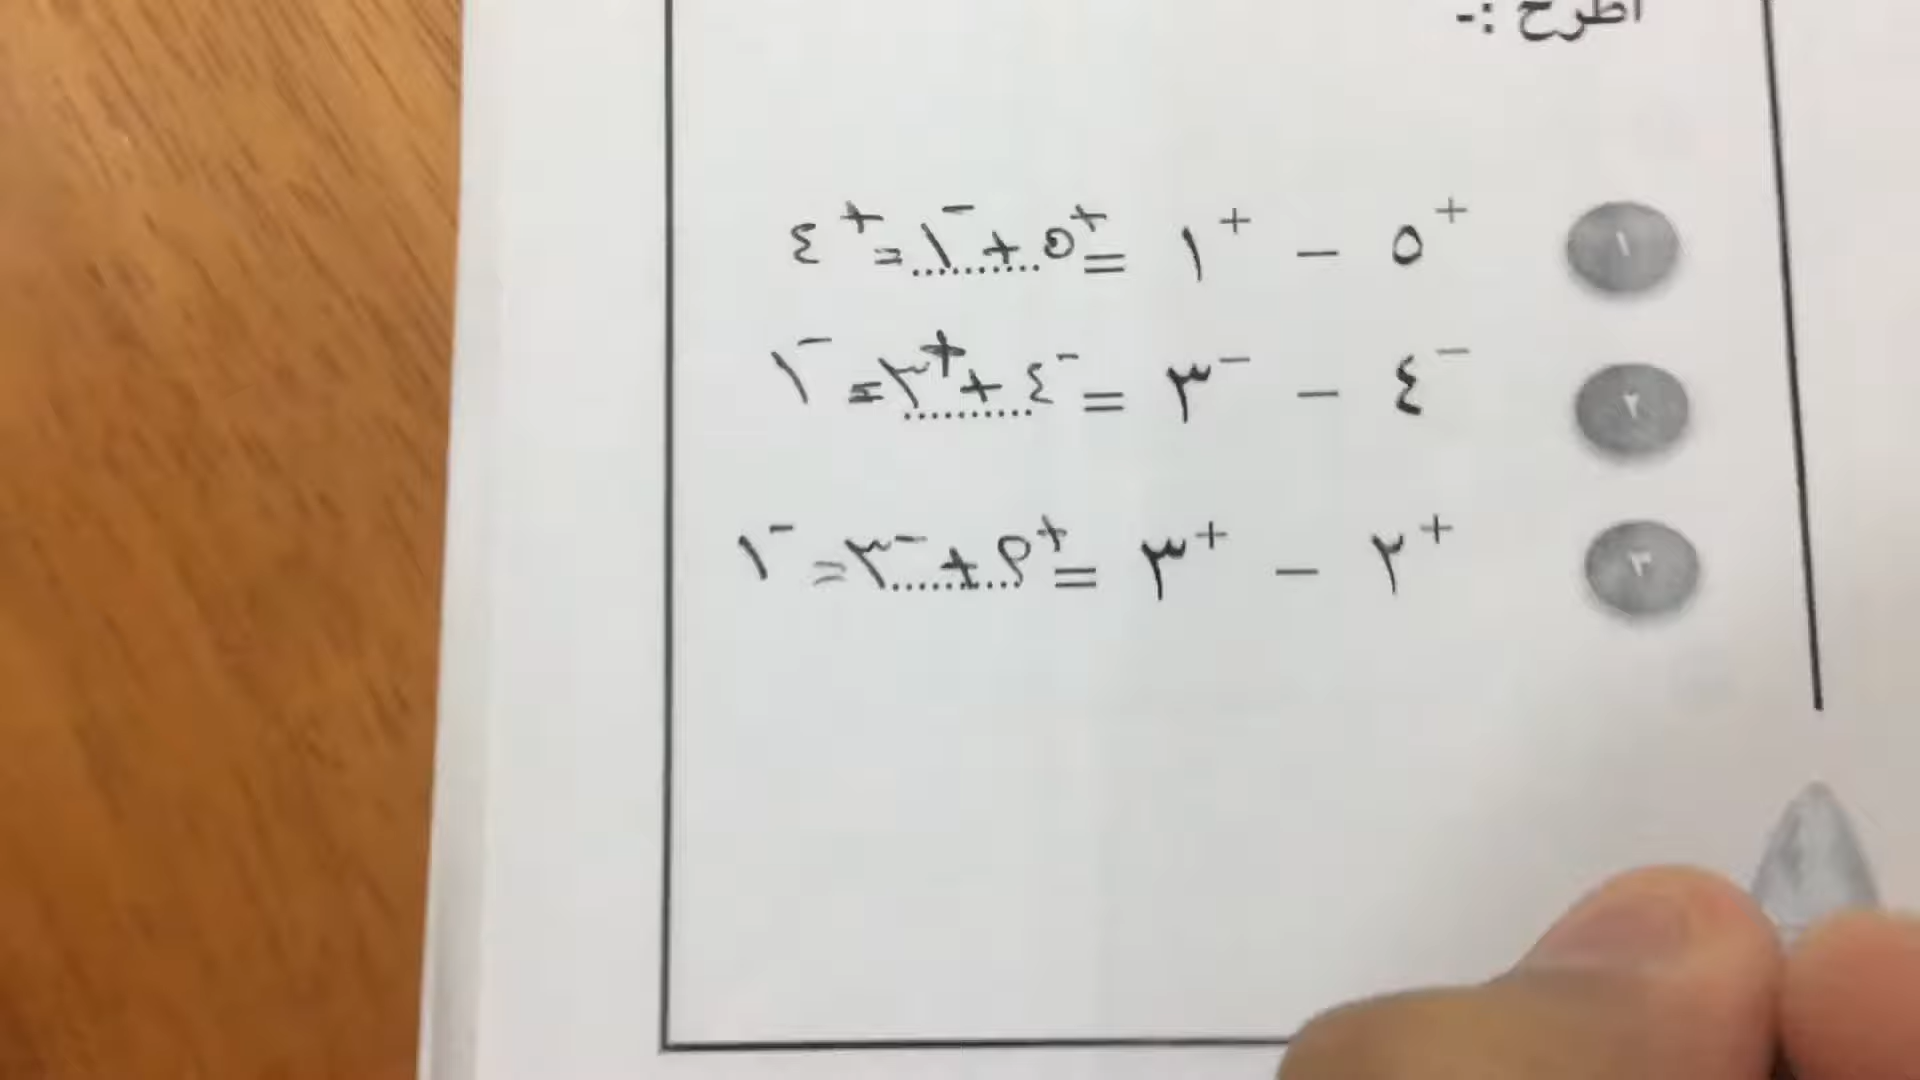 اطرح :-
١ ٥⁺ − ١⁺ = ٥⁺ + ١⁻ = ٤⁺
٢ ٤⁻ − ٣⁻ = ٤⁻ + ٣⁺ = ١⁻
٣ ٢⁺ − ٣⁺ = ٢⁺ + ٣⁻ = ١⁻